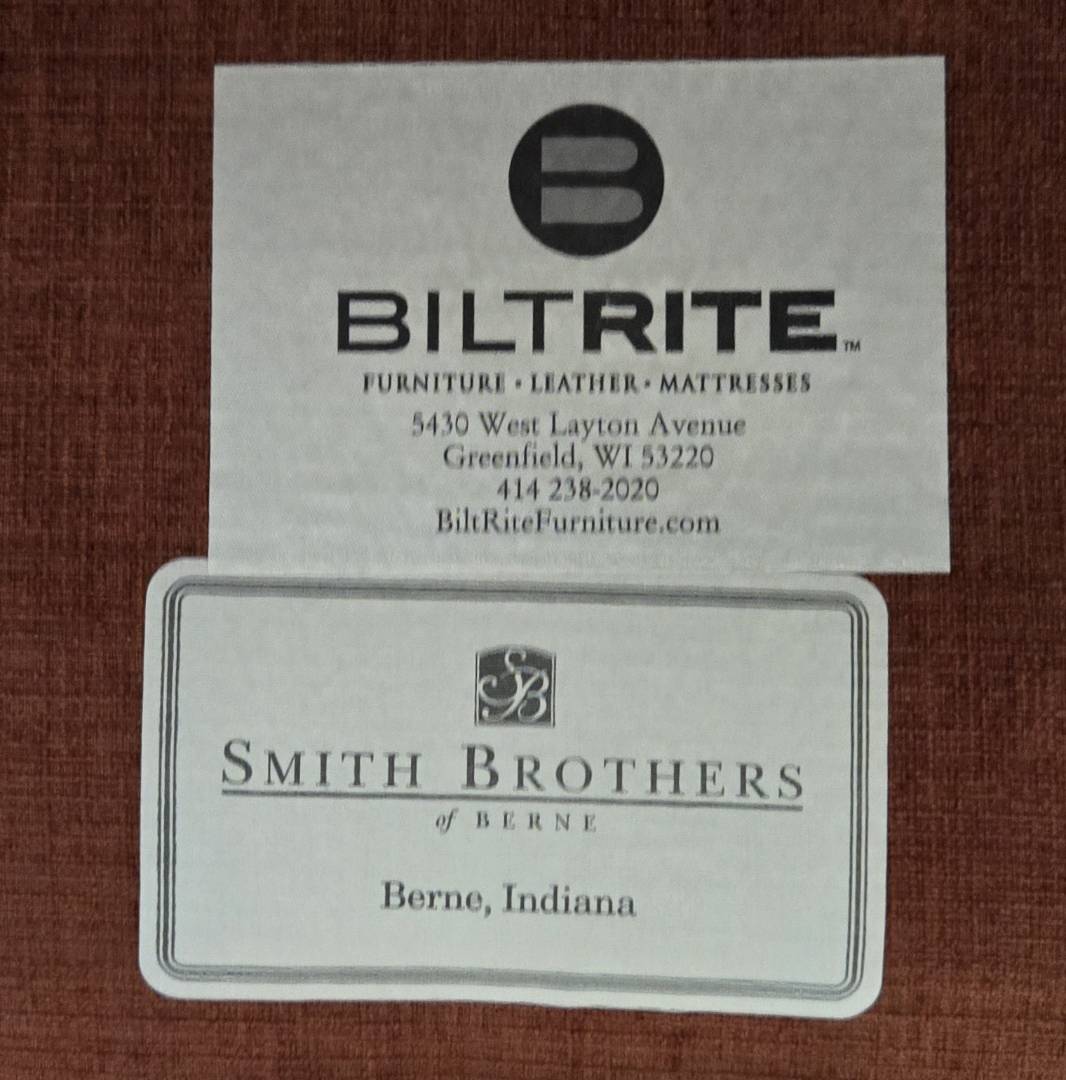 B
BILTRITE™
FURNITURE • LEATHER • MATTRESSES
5430 West Layton Avenue
Greenfield, WI 53220
414 238-2020
BiltRiteFurniture.com
SB
SMITH BROTHERS
of BERNE
Berne, Indiana